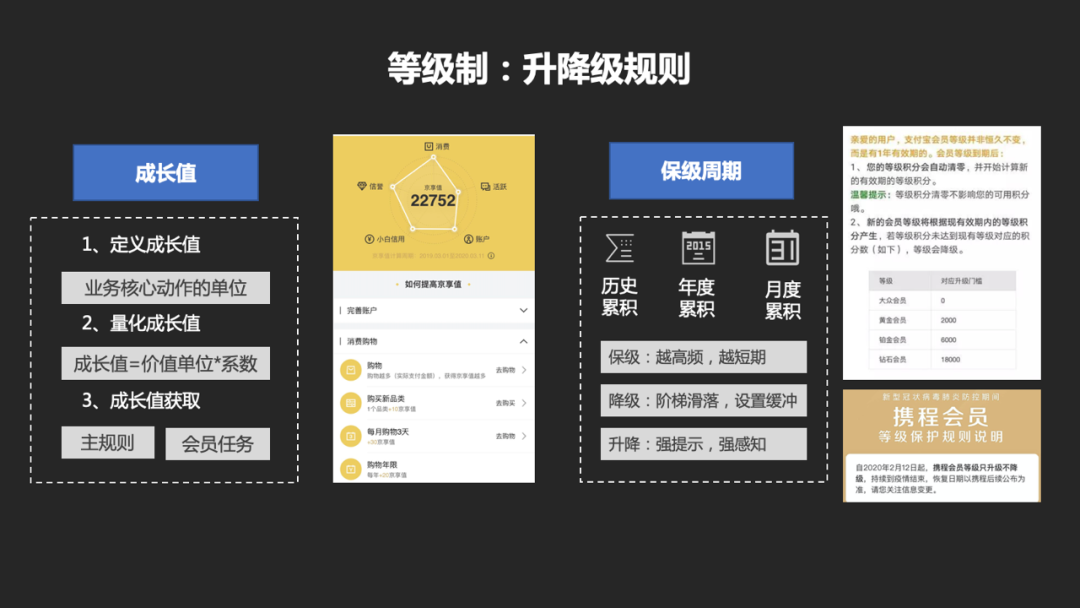 等级制：升降级规则
成长值
1、定义成长值
业务核心动作的单位
2、量化成长值
成长值=价值单位*系数
3、成长值获取
主规则
会员任务
消费
信誉
京享值
22752
活跃
小白信用
账户
如何提高京享值
完善账户
消费购物
购物
购物越多（实际支付金额），获得京享值越多
去购物
购买新品类
1个品类+10京享值
去购买
每月购物3天
+30京享值
去购物
购物年限
每年+20京享值
保级周期
2015
31
历史
累积
年度
累积
月度
累积
保级：越高频，越短期
降级：阶梯滑落，设置缓冲
升降：强提示，强感知
亲爱的用户，支付宝会员等级并非恒久不变，
而是有1年有效期的。会员等级到期后：
1、您的等级积分会自动清零，并开始计算新
的有效期的等级积分。
温馨提示：等级积分清零不影响您的可用积分
哦。
2、新的会员等级将根据现有效期内的等级积
分产生，若等级积分未达到现有等级对应的积
分数（如下），等级会降级。
等级 对应升级门槛
大众会员 0
黄金会员 2000
铂金会员 6000
钻石会员 18000
新型冠状病毒肺炎防控期间
携程会员
等级保护规则说明
自2020年2月12日起，携程会员等级只升级不降
级，持续到疫情结束，恢复日期以携程后续公布为
准，请您关注信息变更。